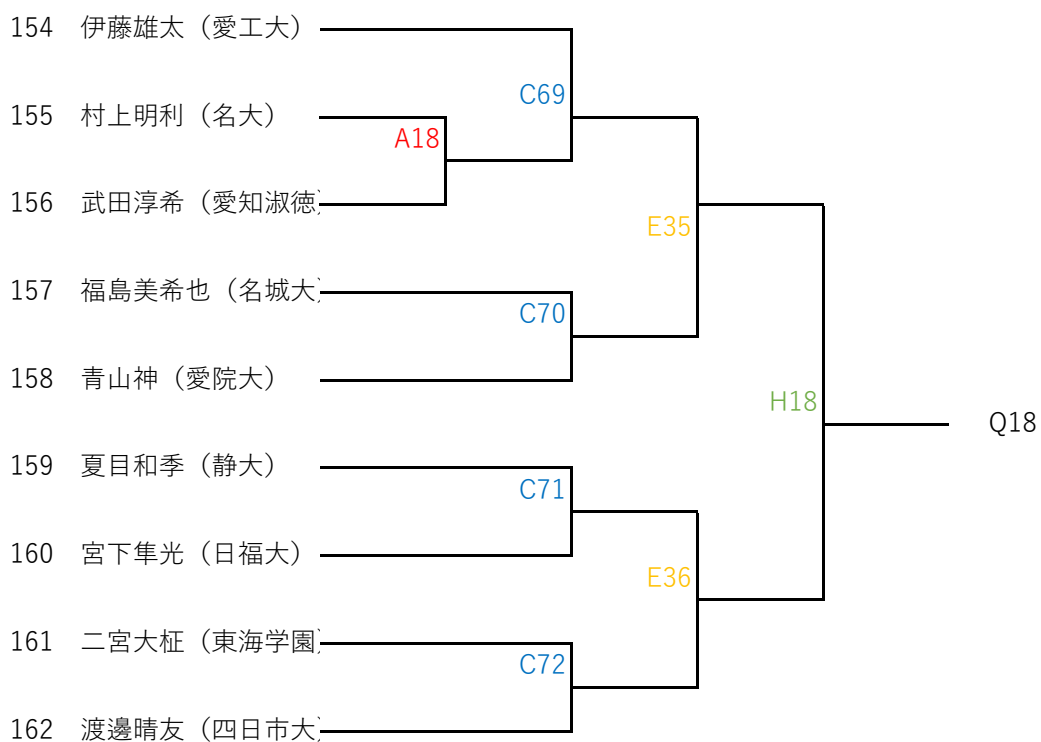 154 伊藤雄太（愛工大）
C69
155 村上明利（名大）
A18
156 武田淳希（愛知淑徳）
E35
157 福島美希也（名城大）
C70
158 青山神（愛院大）
H18
Q18
159 夏目和季（静大）
C71
160 宮下隼光（日福大）
E36
161 二宮大柾（東海学園）
C72
162 渡邊晴友（四日市大）